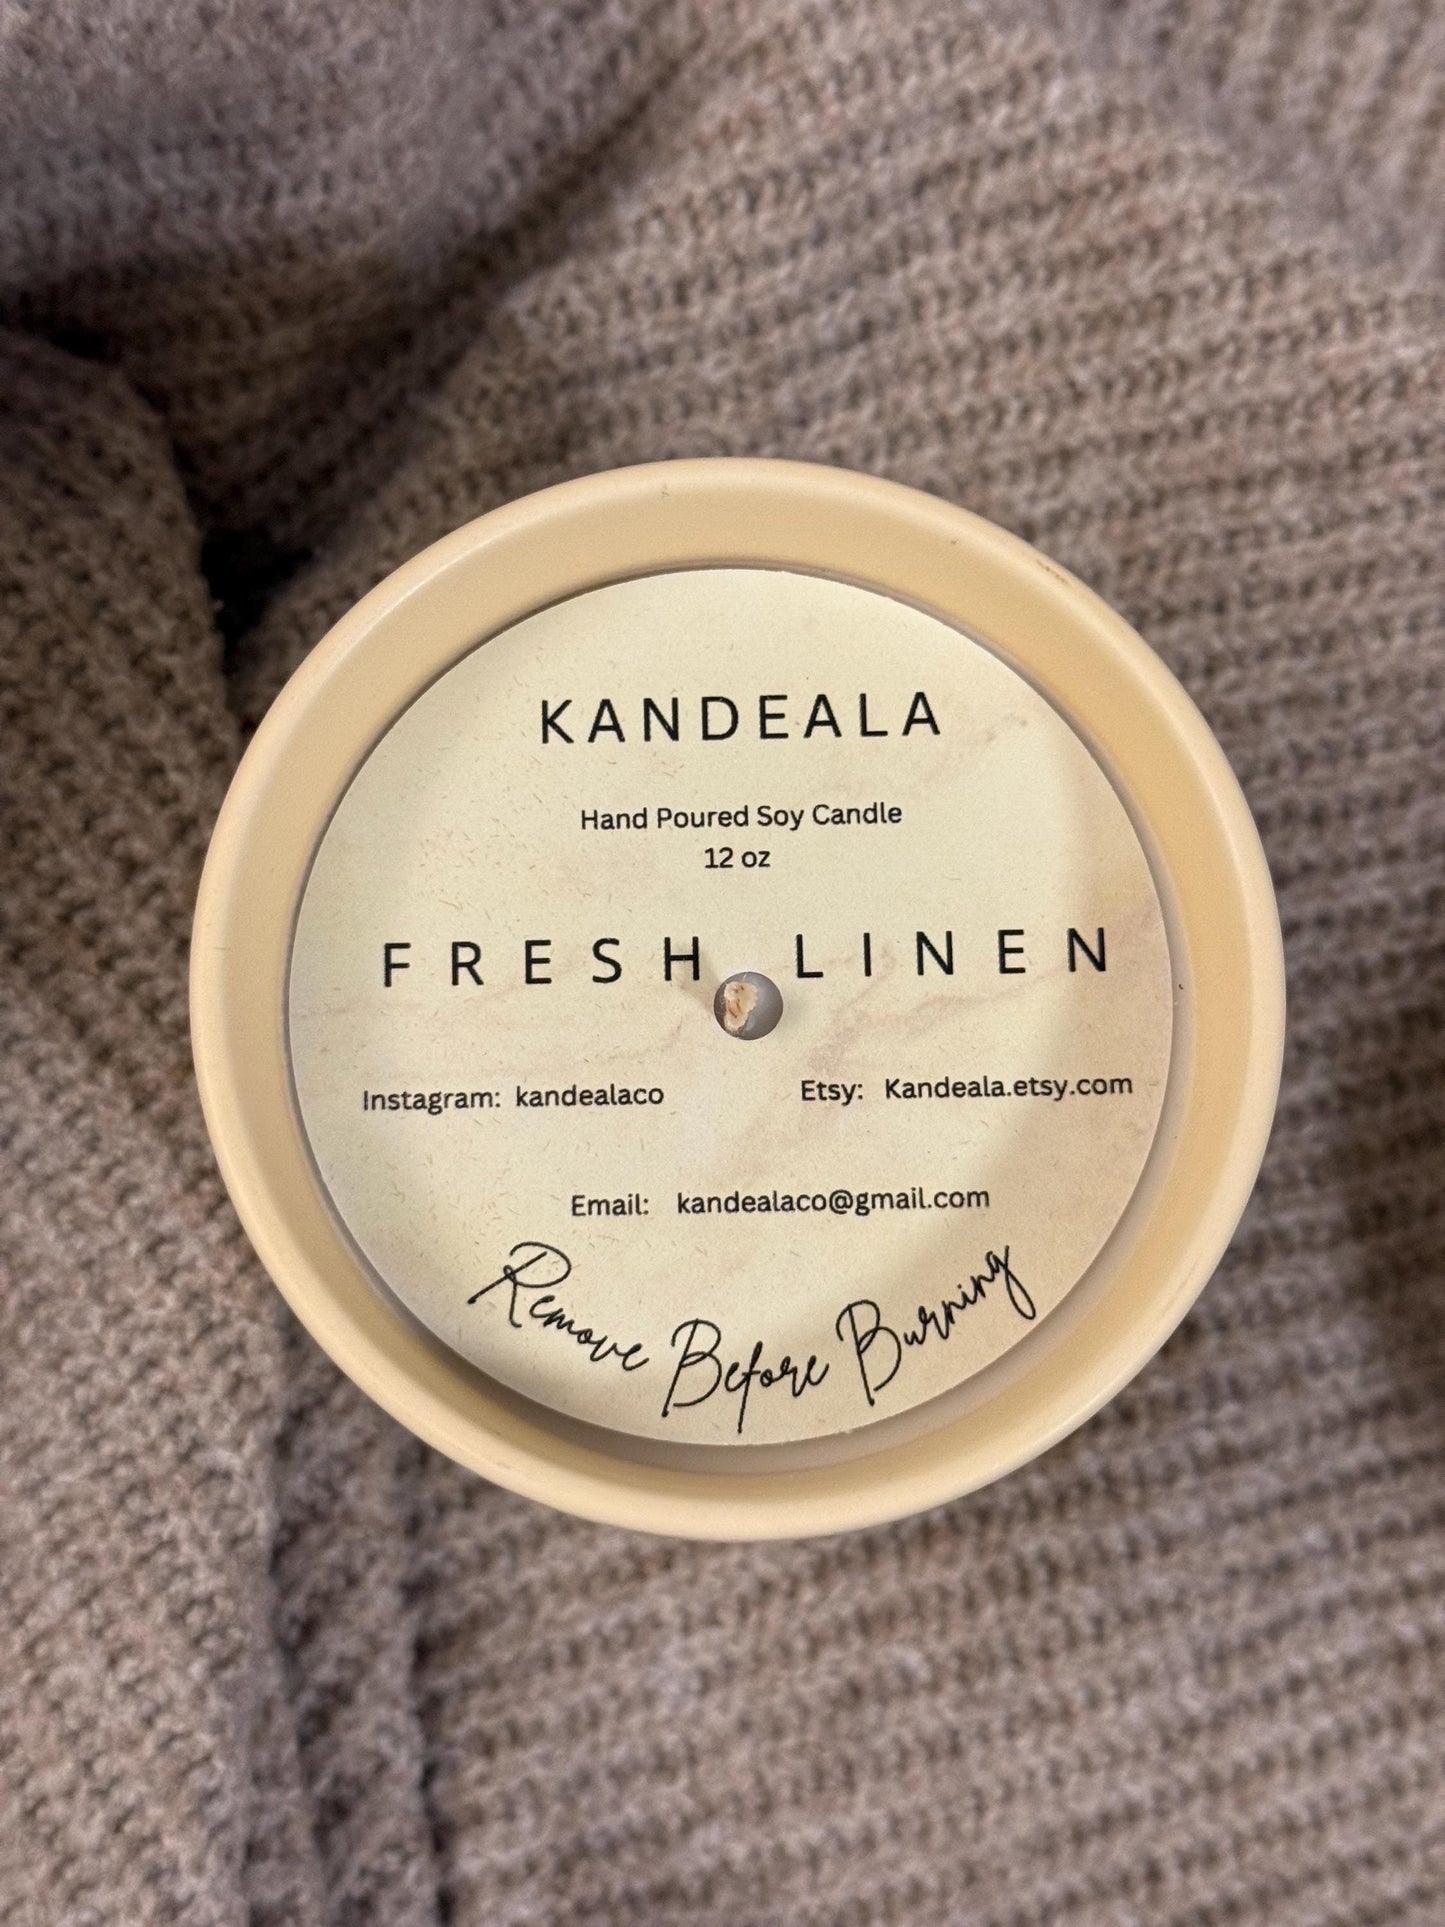 KANDEALA
Hand Poured Soy Candle
12 oz
FRESH LINEN
Instagram: kandealaco Etsy: Kandeala.etsy.com
Email: kandealaco@gmail.com
Remove Before Burning